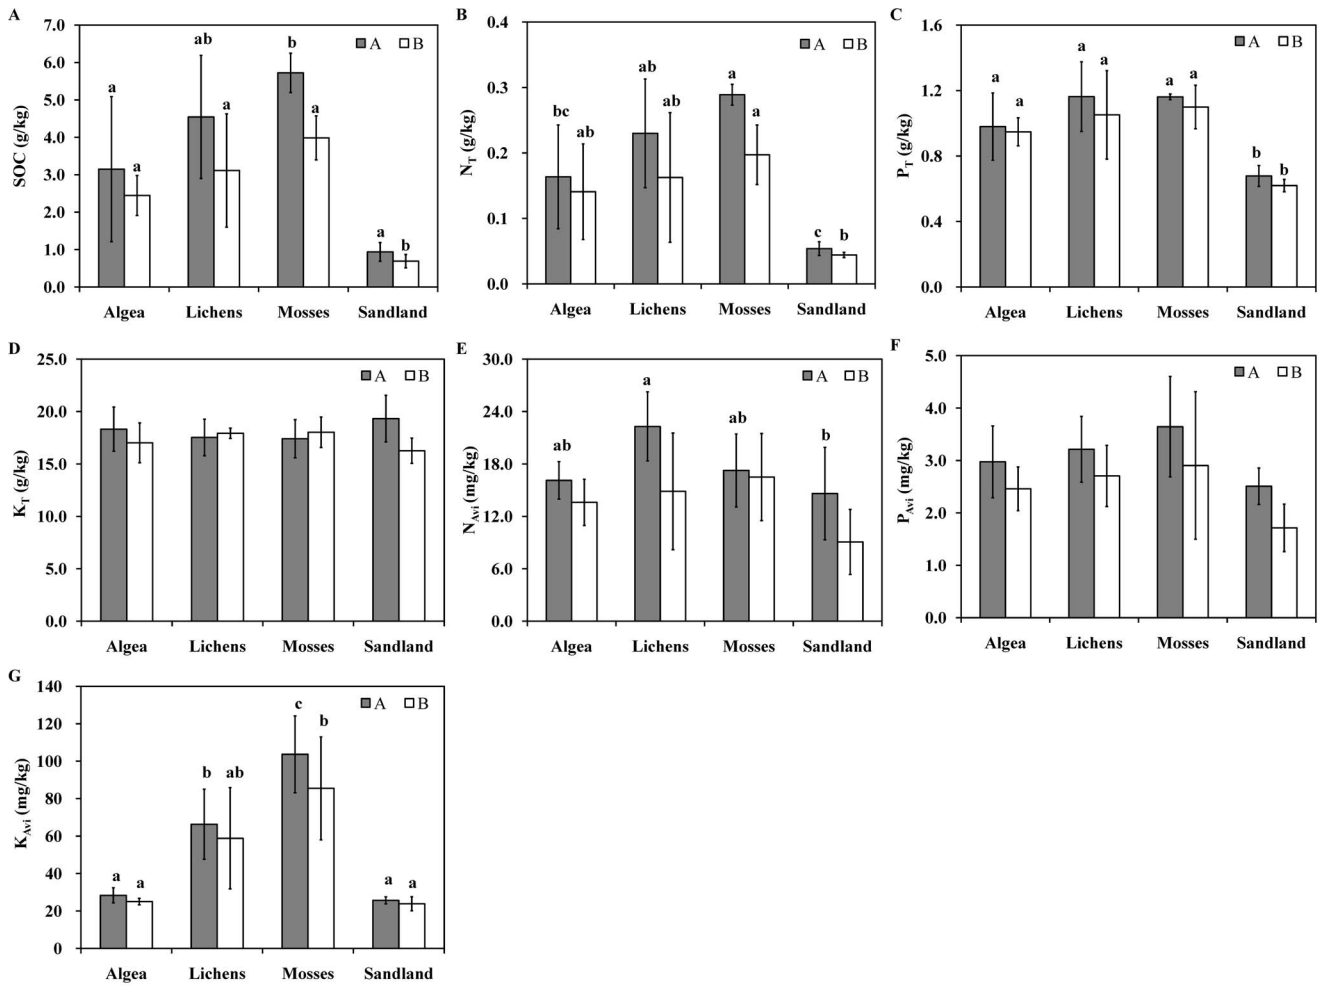 A
7.0
6.0
5.0
4.0
3.0
2.0
1.0
0.0
SOC (g/kg)
A B
a a ab a b a a b
Algea Lichens Mosses Sandland
B
0.4
0.3
0.2
0.1
0.0
N_T (g/kg)
A B
bc ab ab ab a a c b
Algea Lichens Mosses Sandland
C
1.6
1.2
0.8
0.4
0.0
P_T (g/kg)
A B
a a a a a a b b
Algea Lichens Mosses Sandland
D
25.0
20.0
15.0
10.0
5.0
0.0
K_T (g/kg)
A B
Algea Lichens Mosses Sandland
E
30.0
24.0
18.0
12.0
6.0
0.0
N_Avi (mg/kg)
A B
ab a ab b
Algea Lichens Mosses Sandland
F
5.0
4.0
3.0
2.0
1.0
0.0
P_Avi (mg/kg)
A B
Algea Lichens Mosses Sandland
G
140
120
100
80
60
40
20
0
K_Avi (mg/kg)
A B
a a b ab c b a a
Algea Lichens Mosses Sandland